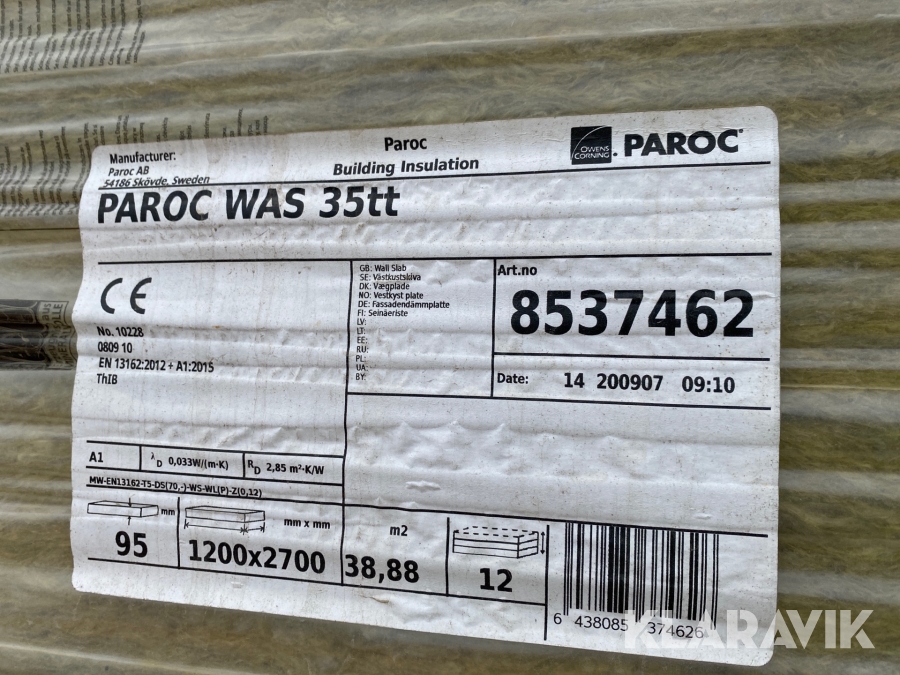 Manufacturer:
Paroc AB
54186 Skövde, Sweden
Paroc
Building Insulation
OWENS CORNING
PAROC
PAROC WAS 35tt
CE
No. 10228
0809 10
EN 13162:2012 + A1:2015
ThIB
GB: Wall Slab
SE: Västkustskiva
DK: Vægplade
NO: Vestkyst plate
DE: Fassadendämmplatte
FI: Seinäeriste
LV:
LT:
EE:
RU:
PL:
UA:
BY:
Art.no
8537462
Date: 14 200907 09:10
A1
λD 0,033W/(m·K)
RD 2,85 m²·K/W
MW-EN13162-T5-DS(70,-)-WS-WL(P)-Z(0,12)
mm
95
mm x mm
1200x2700
m2
38,88
12
6 438085 374626
KLARAVIK